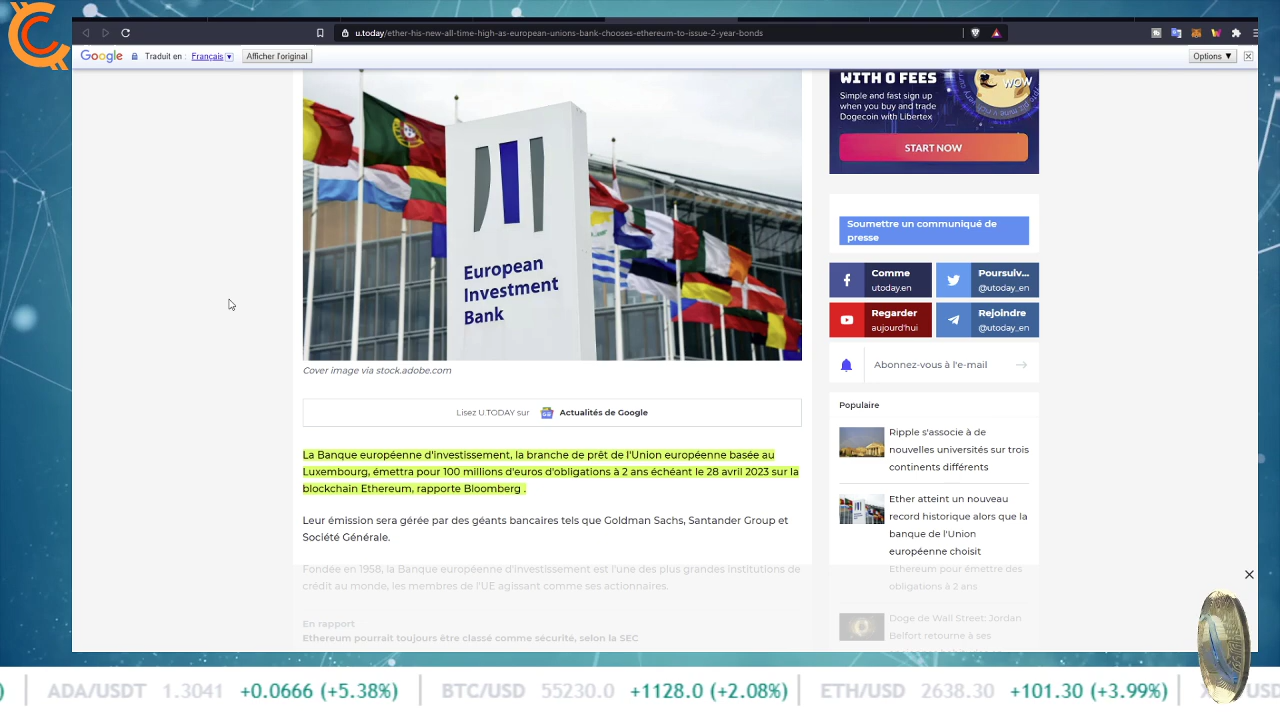 u.today/ether-his-new-all-time-high-as-european-unions-bank-chooses-ethereum-to-issue-2-year-bonds
Google Traduit en : Français ▼ Afficher l'original Options ▼
European
Investment
Bank
Cover image via stock.adobe.com
Lisez U.TODAY sur Actualités de Google
La Banque européenne d'investissement, la branche de prêt de l'Union européenne basée au
Luxembourg, émettra pour 100 millions d'euros d'obligations à 2 ans échéant le 28 avril 2023 sur la
blockchain Ethereum, rapporte Bloomberg .
Leur émission sera gérée par des géants bancaires tels que Goldman Sachs, Santander Group et
Société Générale.
Fondée en 1958, la Banque européenne d'investissement est l'une des plus grandes institutions de
crédit au monde, les membres de l'UE agissant comme ses actionnaires.
En rapport
Ethereum pourrait toujours être classé comme sécurité, selon la SEC
WITH 0 FEES
WOW
Simple and fast sign up
when you buy and trade
Dogecoin with Libertex
START NOW
Soumettre un communiqué de
presse
Comme
utoday.en
Poursuiv...
@utoday_en
Regarder
aujourd'hui
Rejoindre
@utoday_en
Abonnez-vous à l'e-mail
Populaire
Ripple s'associe à de
nouvelles universités sur trois
continents différents
Ether atteint un nouveau
record historique alors que la
banque de l'Union
européenne choisit
Ethereum pour émettre des
obligations à 2 ans
Doge de Wall Street: Jordan
Belfort retourne à ses
) ADA/USDT 1.3041 +0.0666 (+5.38%) BTC/USD 55230.0 +1128.0 (+2.08%) ETH/USD 2638.30 +101.30 (+3.99%)